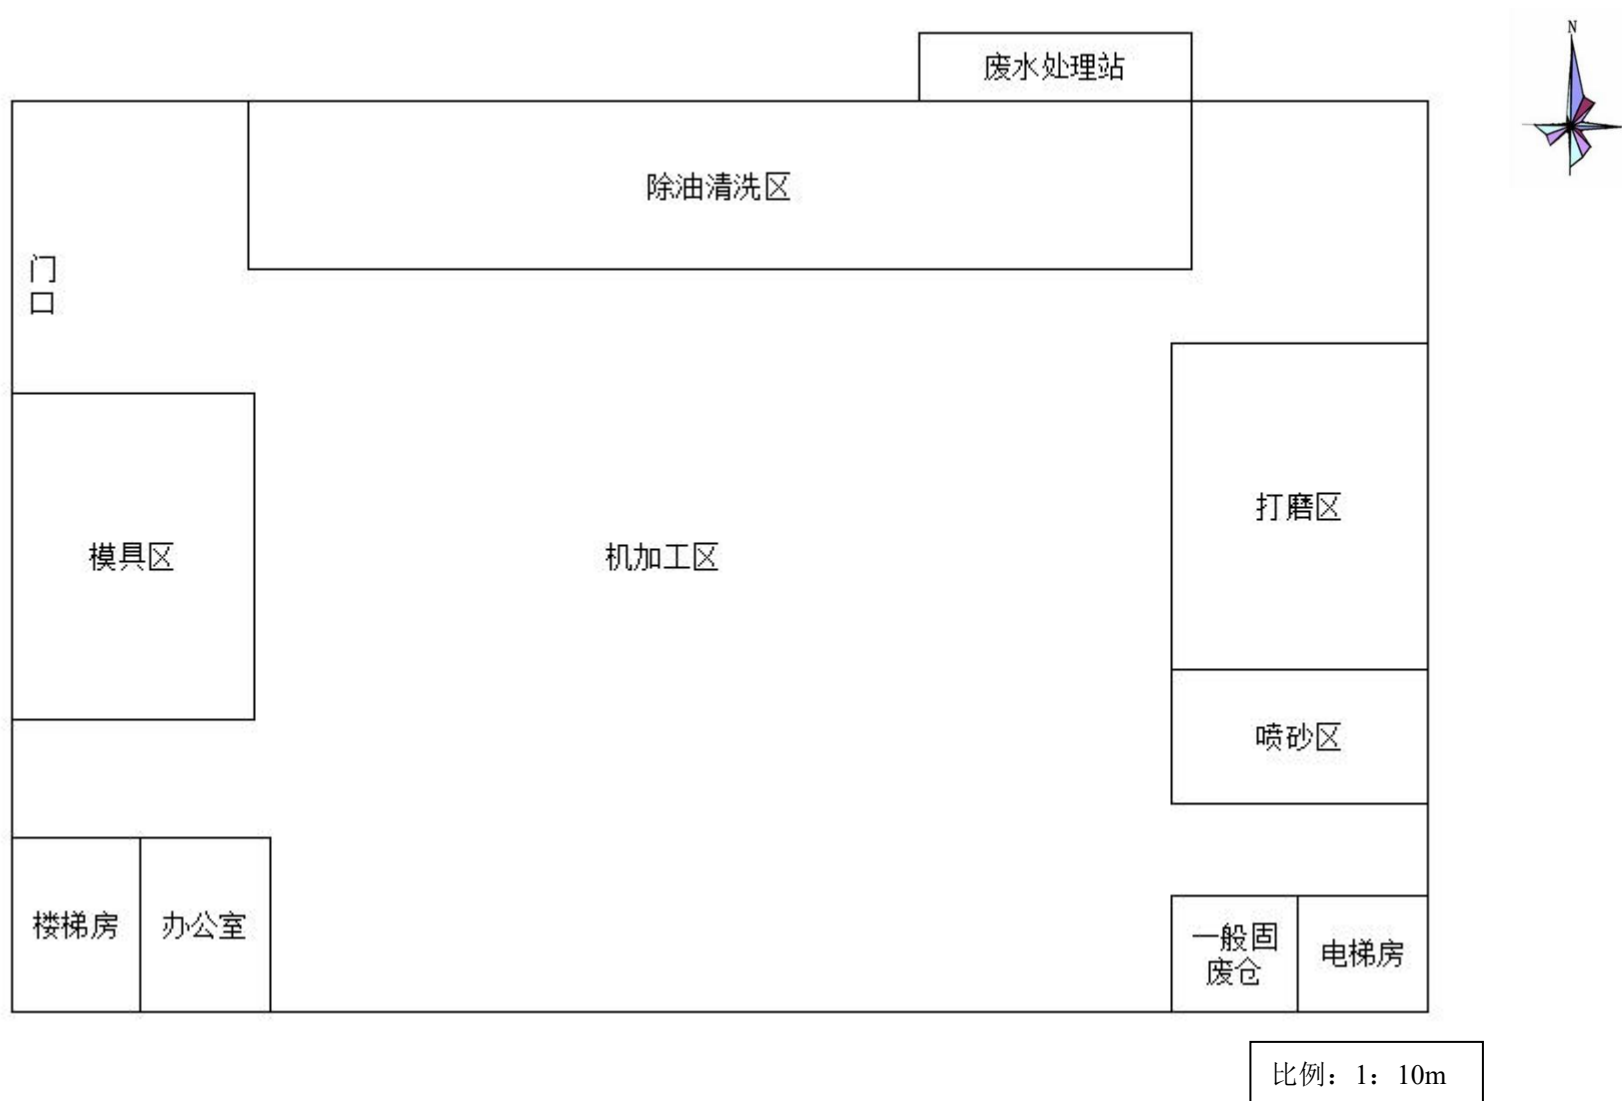 N
废水处理站
除油清洗区
门
口
打磨区
模具区
机加工区
喷砂区
楼梯房
办公室
一般固
废仓
电梯房
比例：1：10m